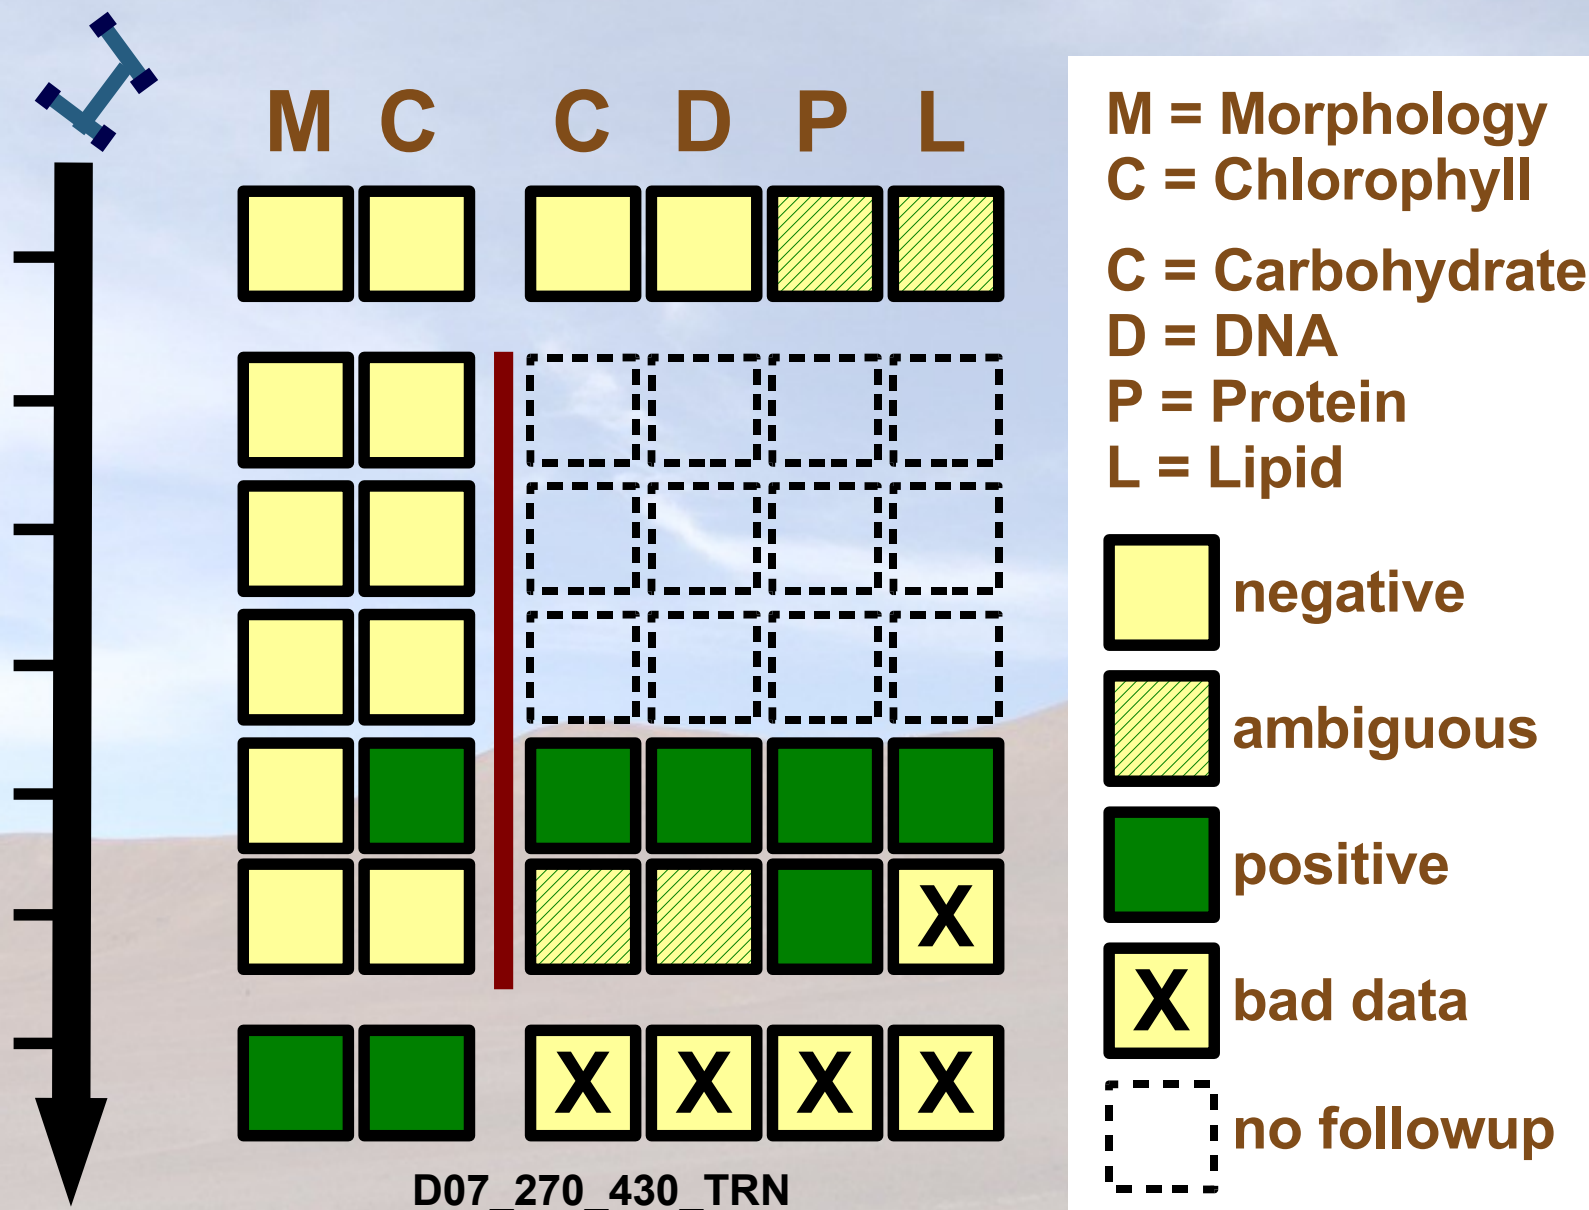 M C C D P L
X
X X X X
D07_270_430_TRN
M = Morphology
C = Chlorophyll
C = Carbohydrate
D = DNA
P = Protein
L = Lipid
negative
ambiguous
positive
X bad data
no followup